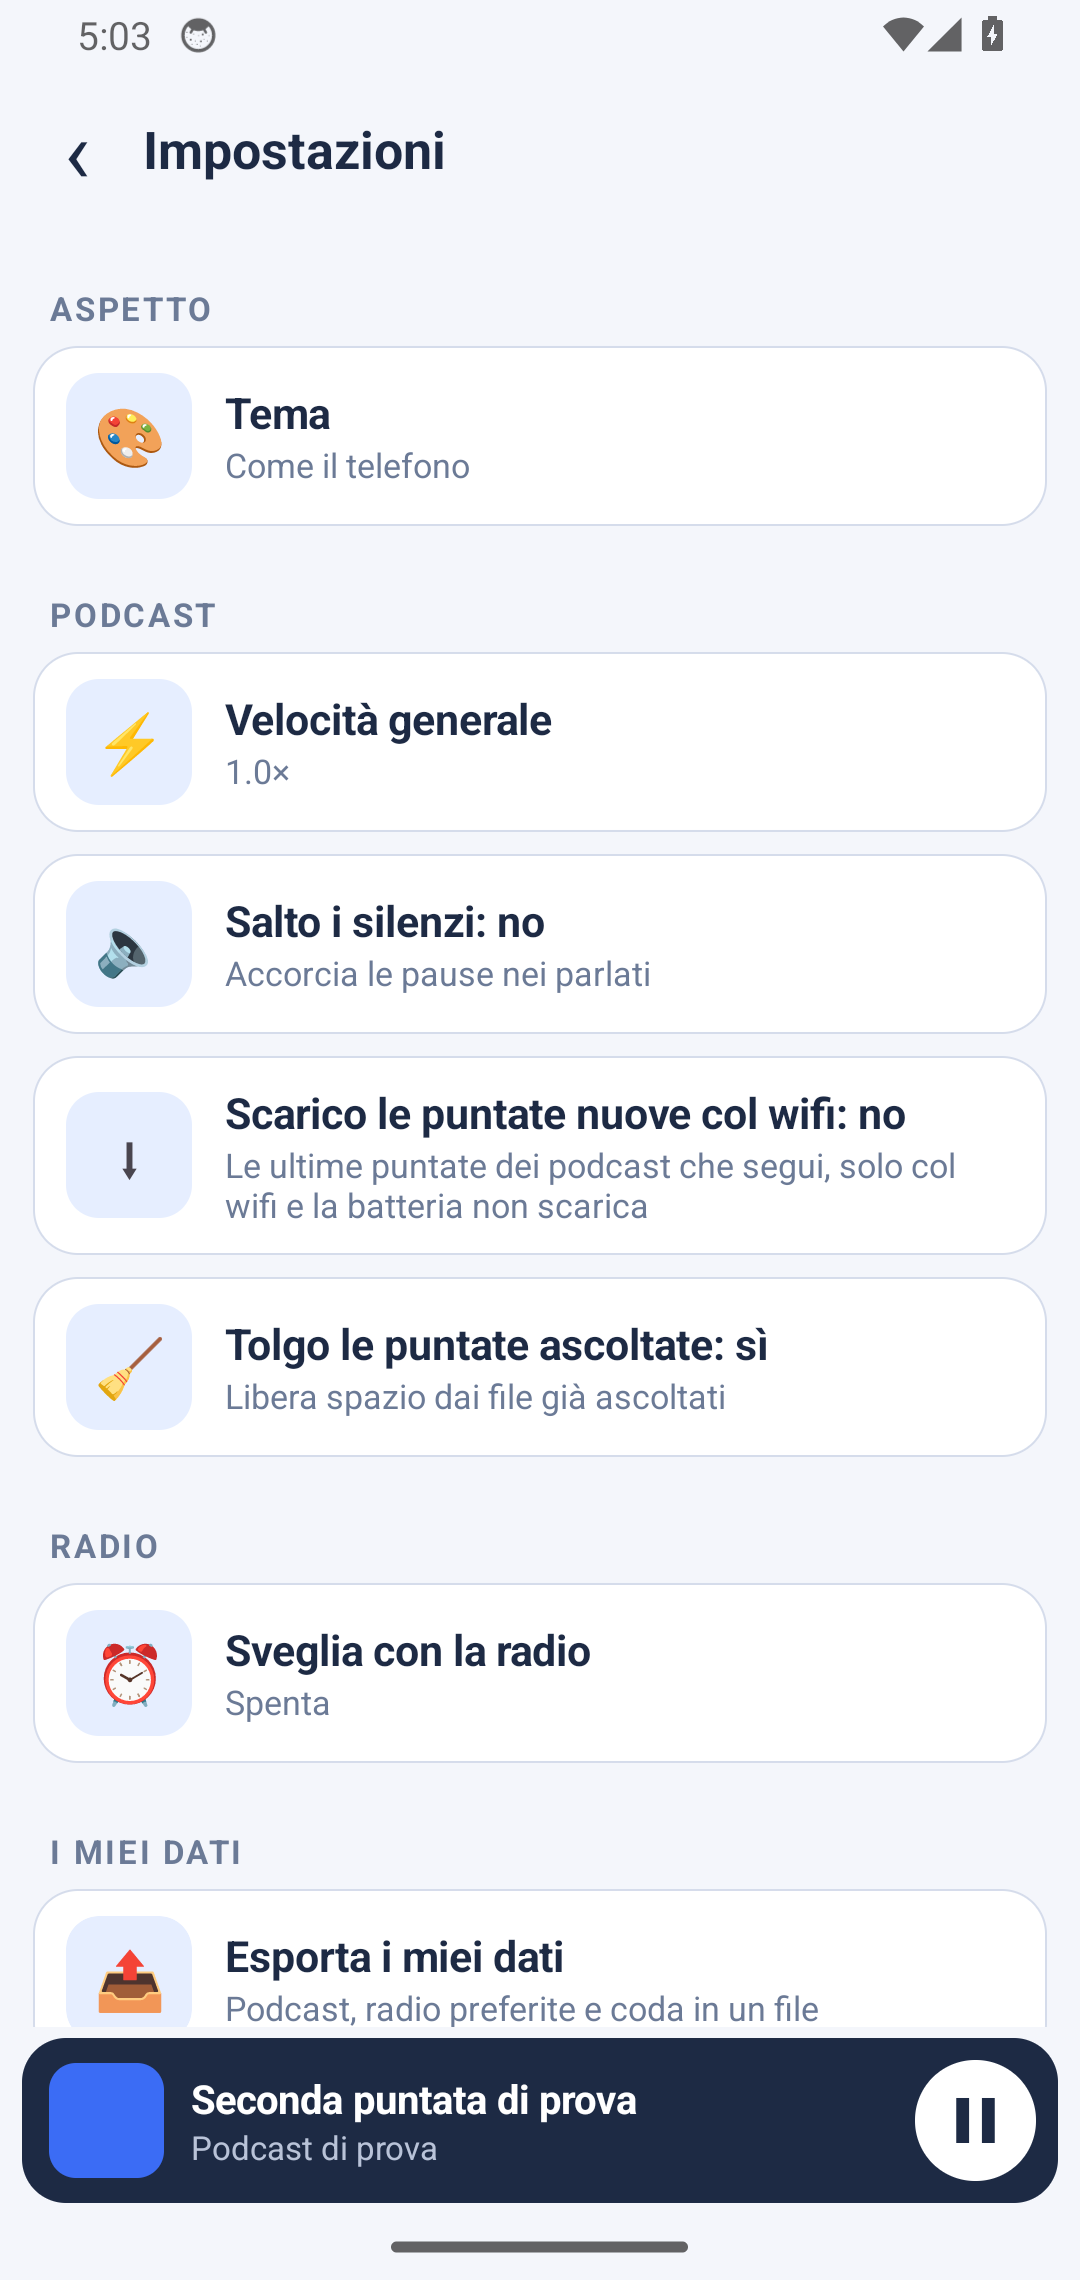 5:03
Impostazioni
ASPETTO
Tema
Come il telefono
PODCAST
Velocità generale
1.0×
Salto i silenzi: no
Accorcia le pause nei parlati
Scarico le puntate nuove col wifi: no
Le ultime puntate dei podcast che segui, solo col
wifi e la batteria non scarica
Tolgo le puntate ascoltate: sì
Libera spazio dai file già ascoltati
RADIO
Sveglia con la radio
Spenta
I MIEI DATI
Esporta i miei dati
Podcast, radio preferite e coda in un file
Seconda puntata di prova
Podcast di prova